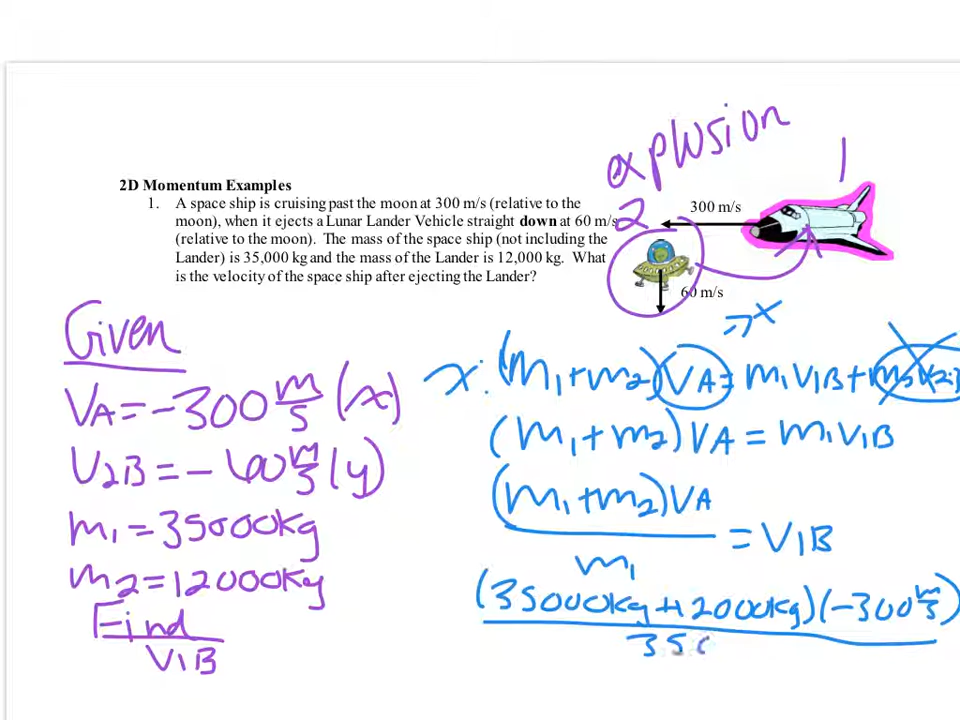 explosion
1
2D Momentum Examples
1. A space ship is cruising past the moon at 300 m/s (relative to the
moon), when it ejects a Lunar Lander Vehicle straight down at 60 m/s
(relative to the moon). The mass of the space ship (not including the
Lander) is 35,000 kg and the mass of the Lander is 12,000 kg. What
is the velocity of the space ship after ejecting the Lander?
2
300 m/s
60 m/s
Given
VA=-300 m/s (x)
V2B=-60 m/s (y)
m1=35000kg
m2=12000kg
Find
V1B
→x
x: (m1+m2)(VA=m1V1B+m2V2B
(m1+m2)VA=m1V1B
(m1+m2)VA
m1
=V1B
(35000kg+12000kg)(-300m/s)
350